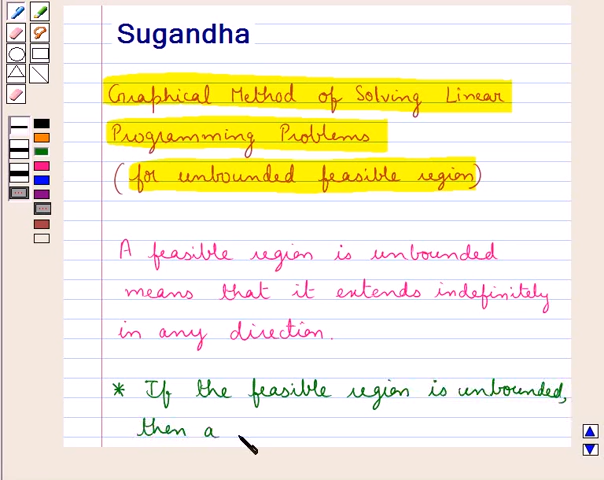 Sugandha
Graphical Method of Solving Linear
Programming Problems
(for unbounded feasible region)
A feasible region is unbounded
means that it extends indefinitely
in any direction.
* If the feasible region is unbounded,
then a